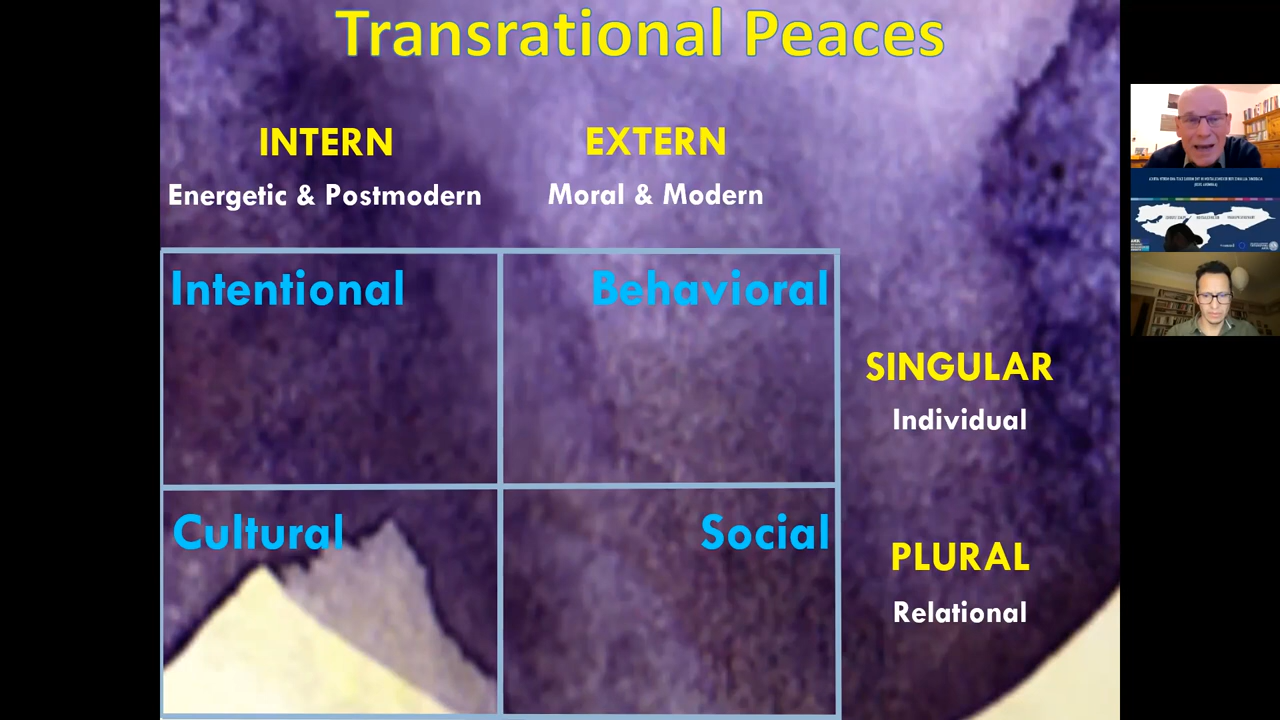 Transrational Peaces
INTERN
EXTERN
Energetic & Postmodern
Moral & Modern
Intentional
Behavioral
SINGULAR
Individual
Cultural
Social
PLURAL
Relational